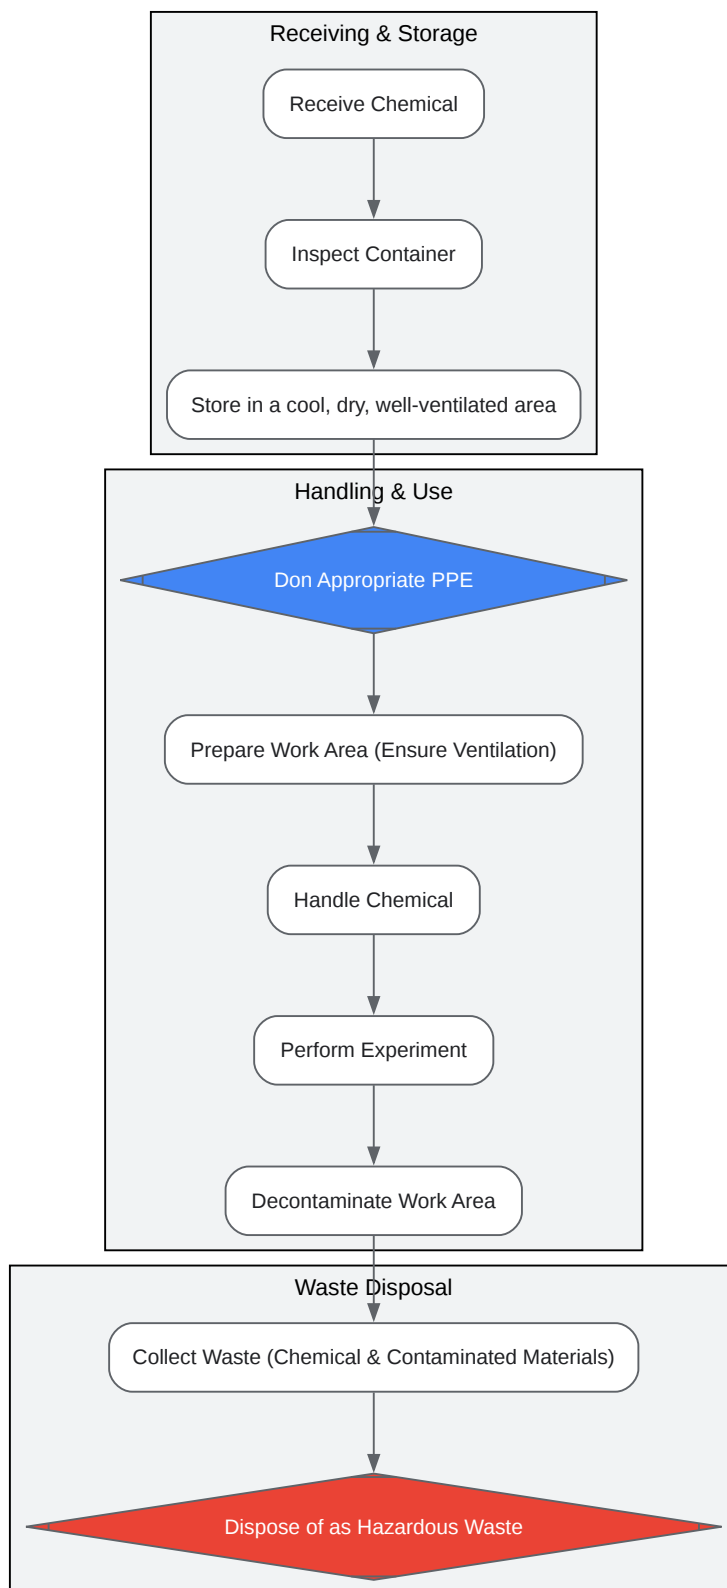 Receiving & Storage
Receive Chemical
Inspect Container
Store in a cool, dry, well-ventilated area
Handling & Use
Don Appropriate PPE
Prepare Work Area (Ensure Ventilation)
Handle Chemical
Perform Experiment
Decontaminate Work Area
Waste Disposal
Collect Waste (Chemical & Contaminated Materials)
Dispose of as Hazardous Waste